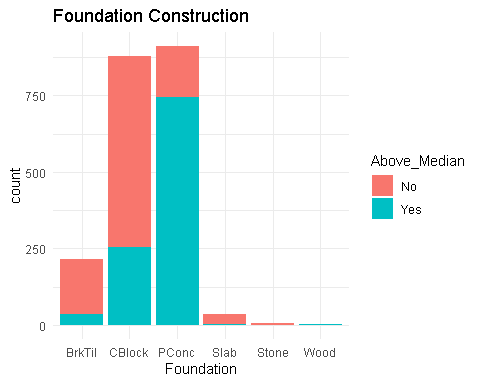 Foundation Construction
count
750
500
250
0
BrkTil CBlock PConc Slab Stone Wood
Foundation
Above_Median
No
Yes